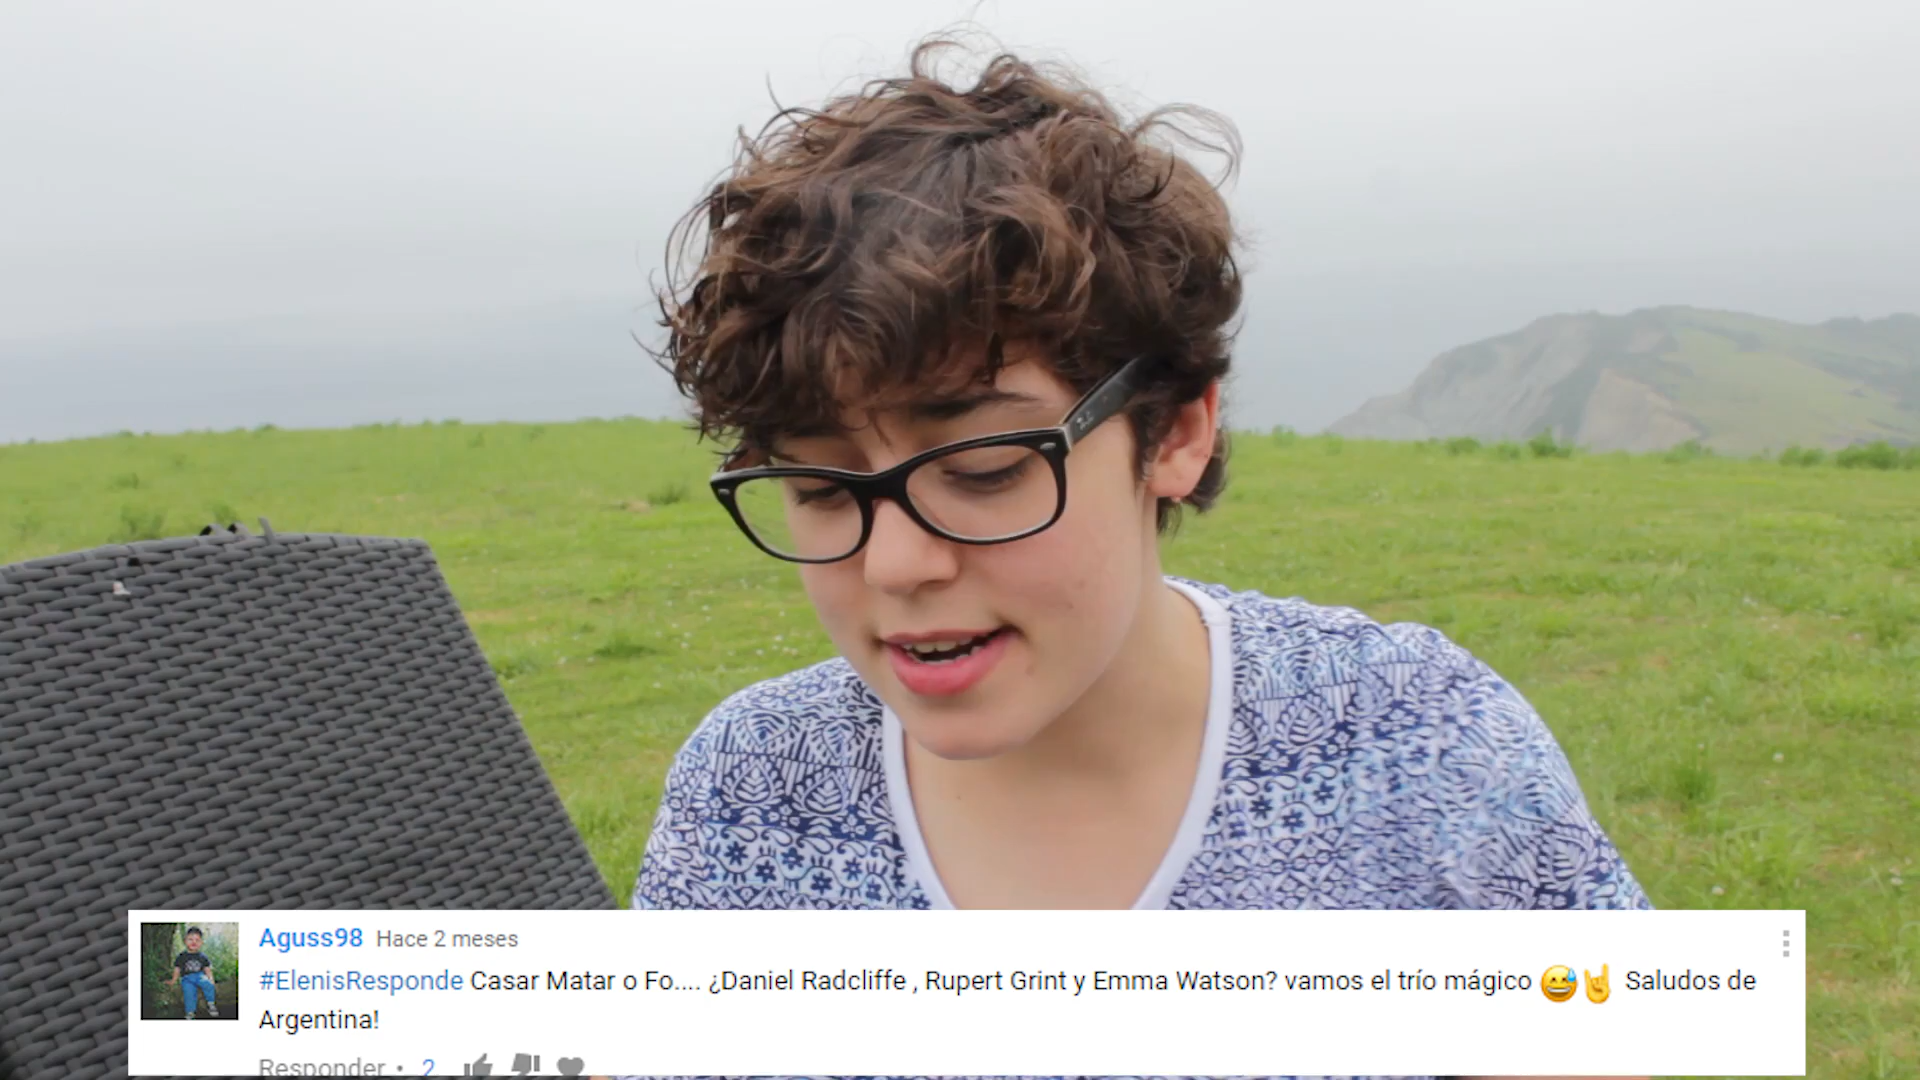 Aguss98 Hace 2 meses
#ElenisResponde Casar Matar o Fo.... ¿Daniel Radcliffe , Rupert Grint y Emma Watson? vamos el trío mágico 😅🤘 Saludos de
Argentina!
Responder • 2